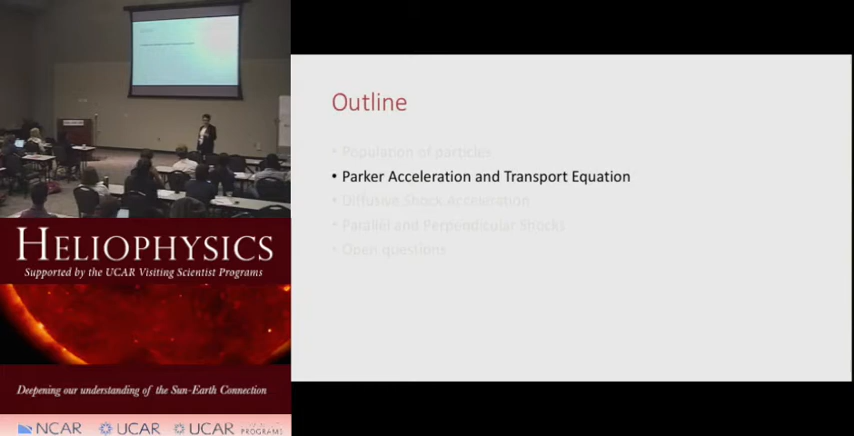 Outline
• Population of particles
• Parker Acceleration and Transport Equation
• Diffusive Shock Acceleration
• Parallel and Perpendicular Shocks
• Open questions
HELIOPHYSICS
Supported by the UCAR Visiting Scientist Programs
Deepening our understanding of the Sun-Earth Connection
NCAR UCAR UCAR PROGRAMS